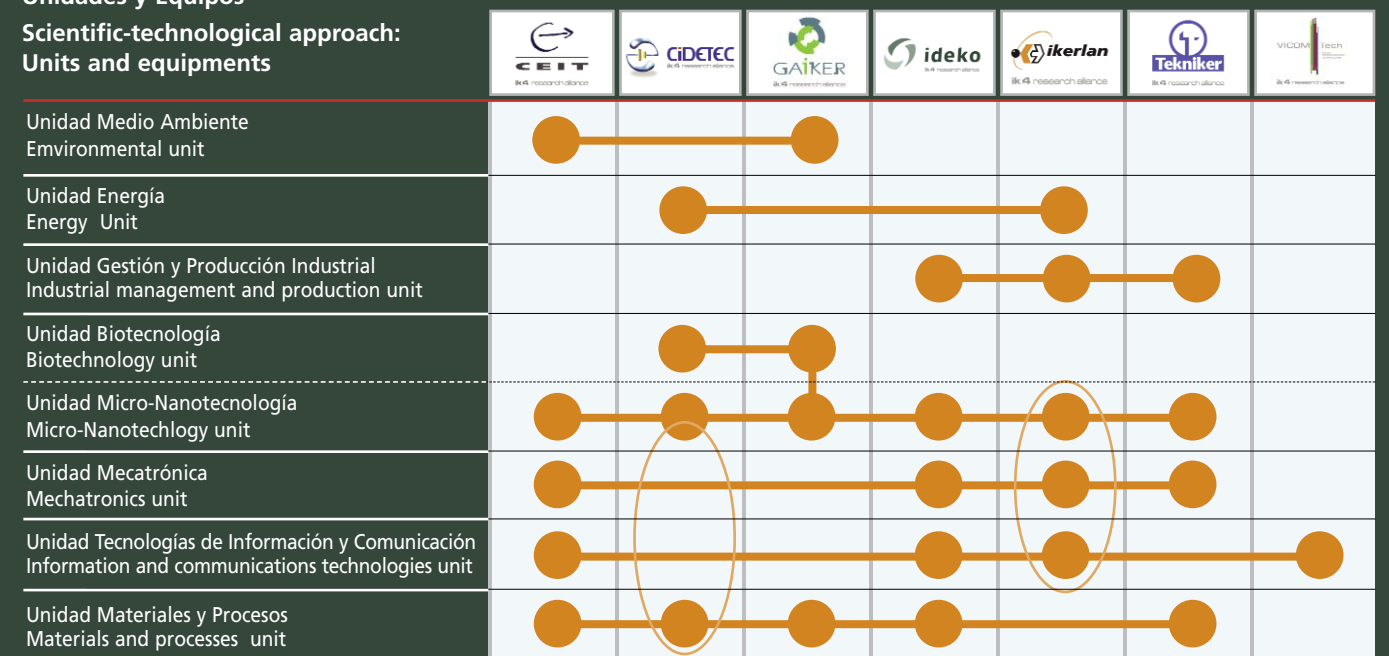 Unidades y Equipos
Scientific-technological approach:
Units and equipments
CEIT
ik4 research alliance
CiDETEC
ik4 research alliance
GAiKER
ik4 research alliance
ideko
ik4 research alliance
ikerlan
ik4 research alliance
Tekniker
ik4 research alliance
VICOMTech
ik4 research alliance
Unidad Medio Ambiente
Emvironmental unit
Unidad Energía
Energy Unit
Unidad Gestión y Producción Industrial
Industrial management and production unit
Unidad Biotecnología
Biotechnology unit
Unidad Micro-Nanotecnología
Micro-Nanotechlogy unit
Unidad Mecatrónica
Mechatronics unit
Unidad Tecnologías de Información y Comunicación
Information and communications technologies unit
Unidad Materiales y Procesos
Materials and processes unit